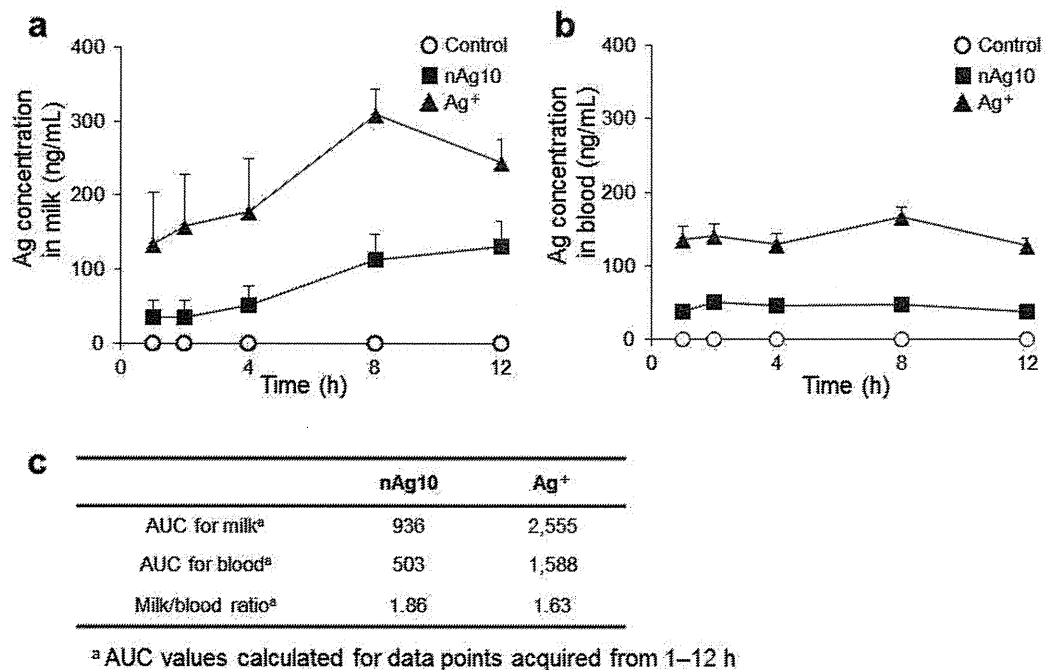 a
400
300
200
100
0
Ag concentration
in milk (ng/mL)
0
4
8
12
Time (h)
Control
nAg10
Ag⁺
b
400
300
200
100
0
Ag concentration
in blood (ng/mL)
0
4
8
12
Time (h)
Control
nAg10
Ag⁺
c
nAg10 Ag⁺
AUC for milkᵃ 936 2,555
AUC for bloodᵃ 503 1,588
Milk/blood ratioᵃ 1.86 1.63
ᵃ AUC values calculated for data points acquired from 1–12 h